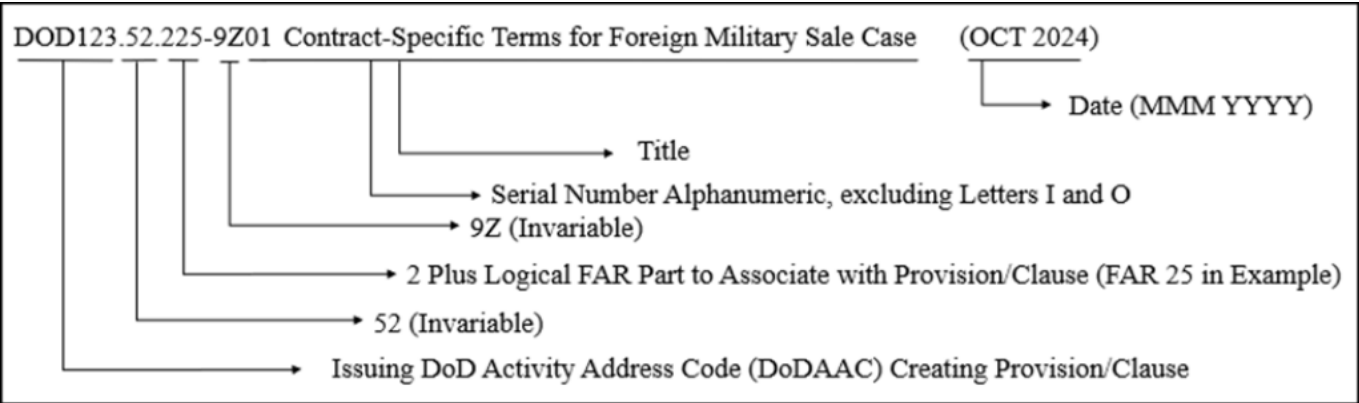 DOD123.52.225-9Z01 Contract-Specific Terms for Foreign Military Sale Case (OCT 2024)
Date (MMM YYYY)
Title
Serial Number Alphanumeric, excluding Letters I and O
9Z (Invariable)
2 Plus Logical FAR Part to Associate with Provision/Clause (FAR 25 in Example)
52 (Invariable)
Issuing DoD Activity Address Code (DoDAAC) Creating Provision/Clause